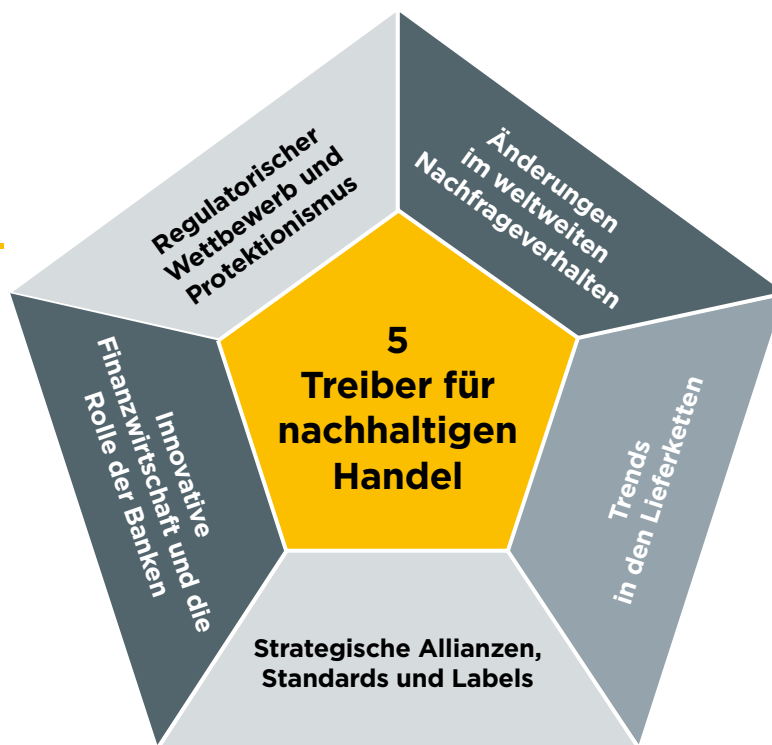 Regulatorischer
Wettbewerb und
Protektionismus
Änderungen
im weltweiten
Nachfrageverhalten
5
Treiber für
nachhaltigen
Handel
Innovative
Finanzwirtschaft und die
Rolle der Banken
Trends
in den Lieferketten
Strategische Allianzen,
Standards und Labels